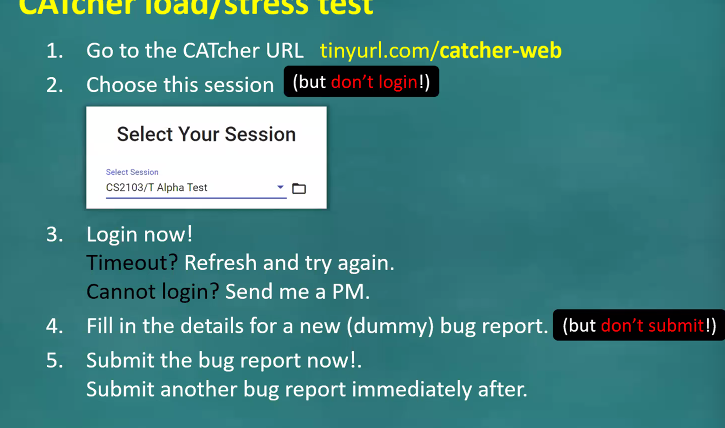 CATcher load/stress test
1. Go to the CATcher URL tinyurl.com/catcher-web
2. Choose this session (but don't login!)
Select Your Session
Select Session
CS2103/T Alpha Test
3. Login now!
Timeout? Refresh and try again.
Cannot login? Send me a PM.
4. Fill in the details for a new (dummy) bug report. (but don't submit!)
5. Submit the bug report now!.
Submit another bug report immediately after.